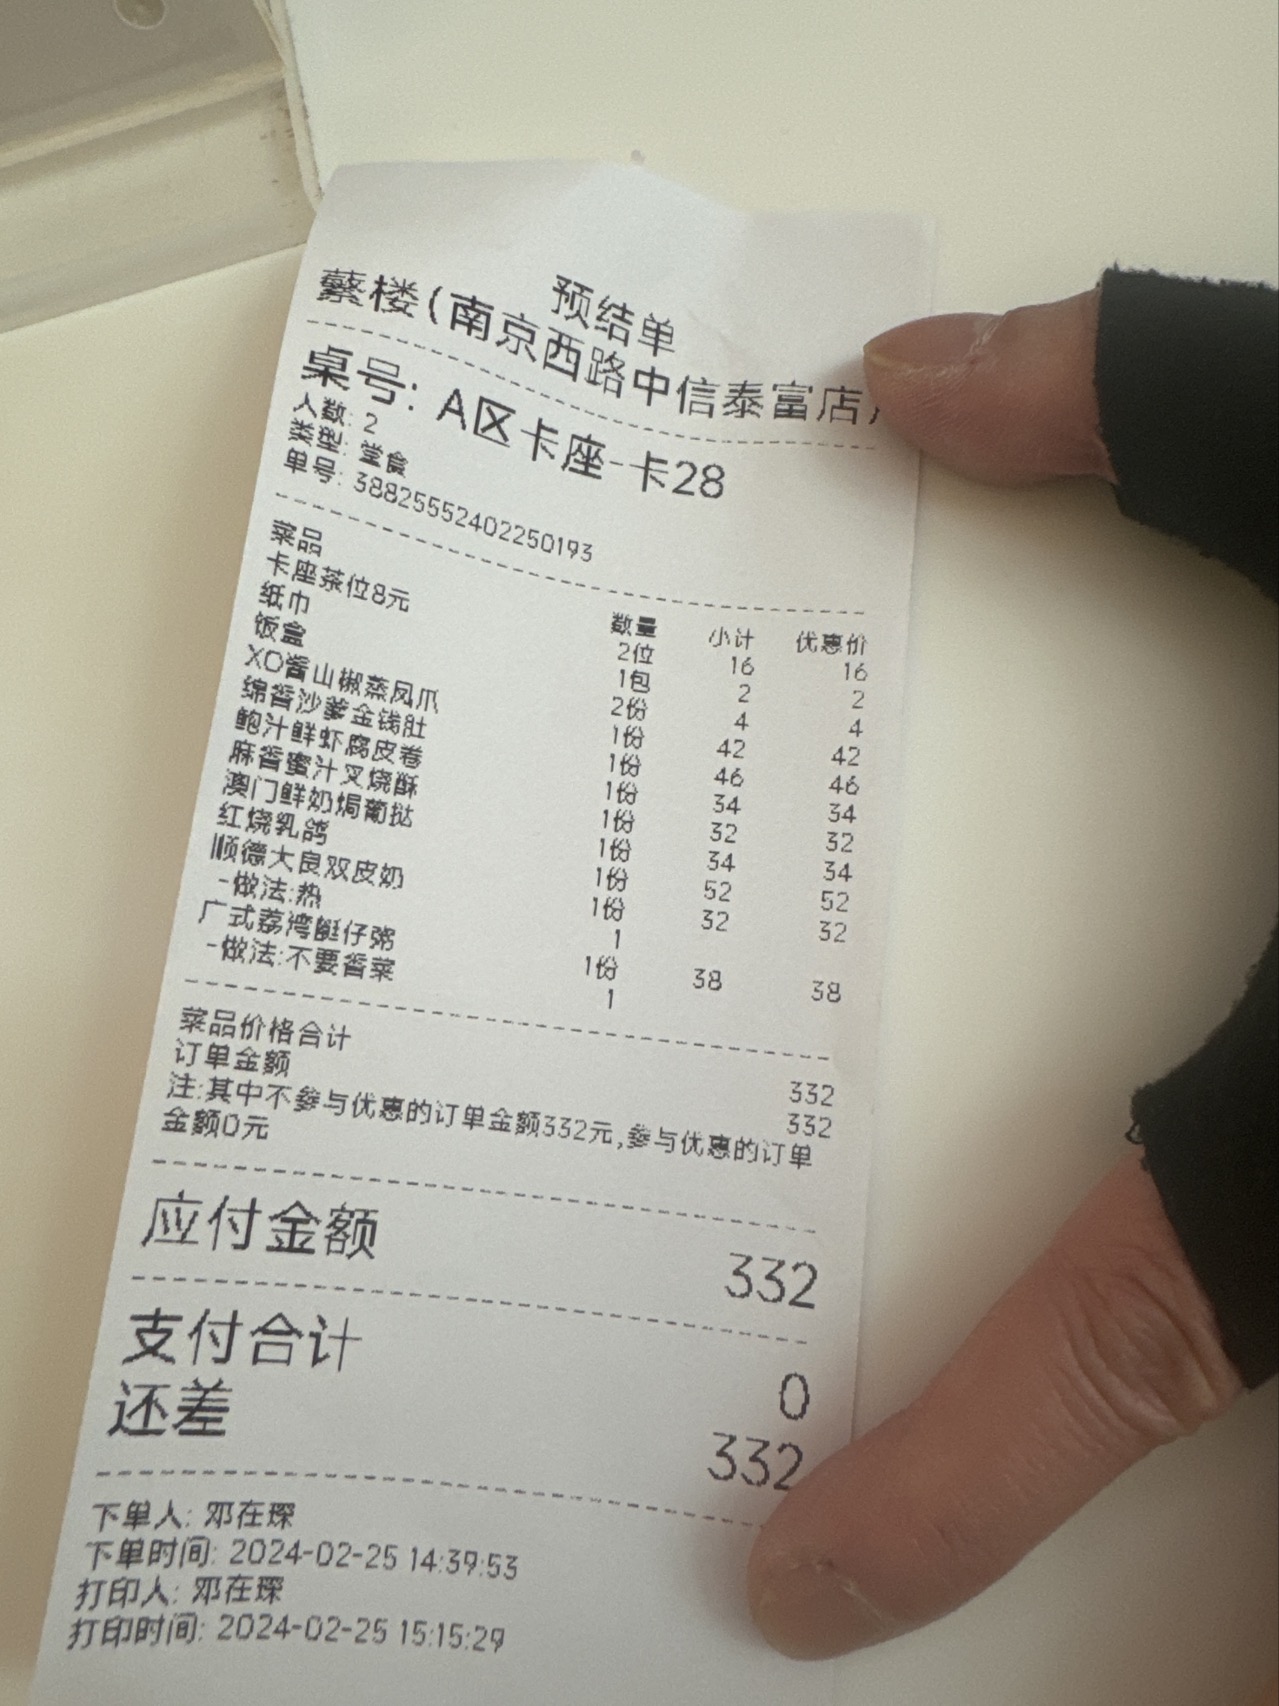 预结单
蘩楼(南京西路中信泰富店)
桌号: A区卡座-卡28
人数: 2
类型: 堂食
单号: 38825552402250193
菜品 数量 小计 优惠价
卡座茶位8元 2位 16 16
纸巾 1包 2 2
饭盒 2份 4 4
XO酱山椒蒸凤爪 1份 42 42
绵香沙爹金钱肚 1份 46 46
鲍汁鲜虾腐皮卷 1份 34 34
麻香蜜汁叉烧酥 1份 32 32
澳门鲜奶焗葡挞 1份 34 34
红烧乳鸽 1份 52 52
顺德大良双皮奶 1份 32 32
-做法:热 1
广式荔湾艇仔粥 1份 38 38
-做法:不要香菜 1
菜品价格合计 332
订单金额 332
注:其中不参与优惠的订单金额332元,参与优惠的订单
金额0元
应付金额 332
支付合计 0
还差 332
下单人: 邓在琛
下单时间: 2024-02-25 14:39:53
打印人: 邓在琛
打印时间: 2024-02-25 15:15:29